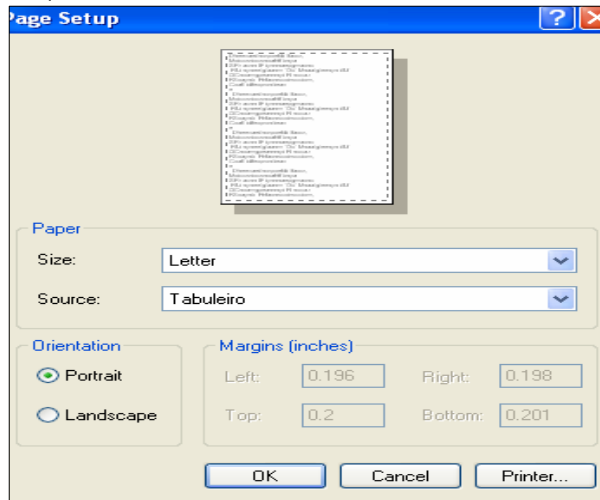 Page Setup
Paper
Size: Letter
Source: Tabuleiro
Orientation
Portrait
Landscape
Margins (inches)
Left: 0.196 Right: 0.198
Top: 0.2 Bottom: 0.201
OK Cancel Printer...